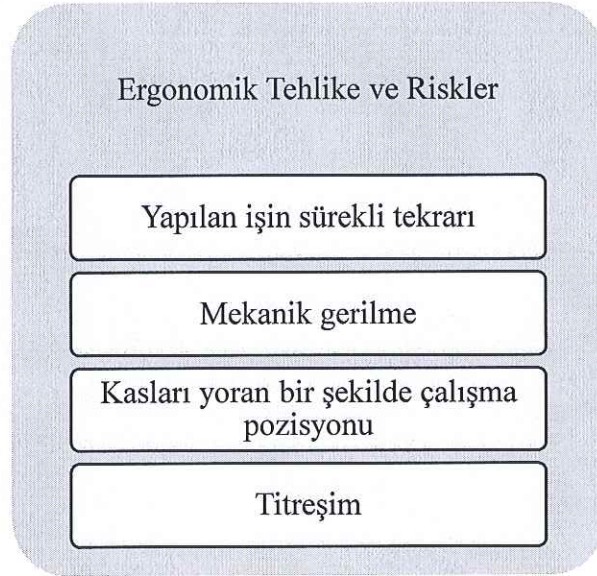 Ergonomik Tehlike ve Riskler
Yapılan işin sürekli tekrarı
Mekanik gerilme
Kasları yoran bir şekilde çalışma
pozisyonu
Titreşim